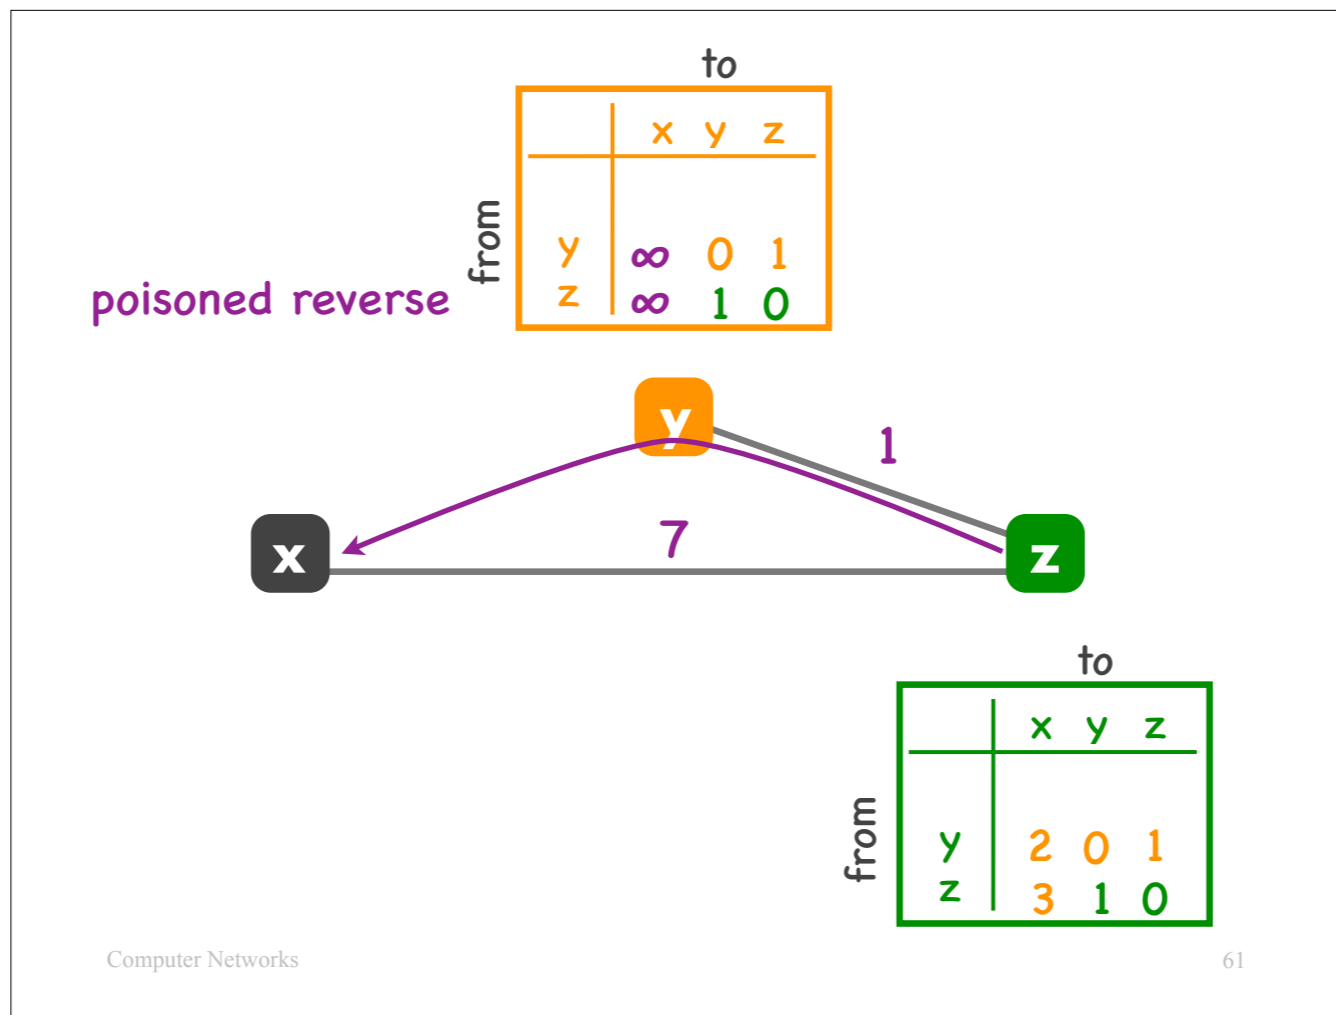 to
x y z
from
y ∞ 0 1
z ∞ 1 0
poisoned reverse
y
1
7
x
z
to
x y z
from
y 2 0 1
z 3 1 0
Computer Networks
61